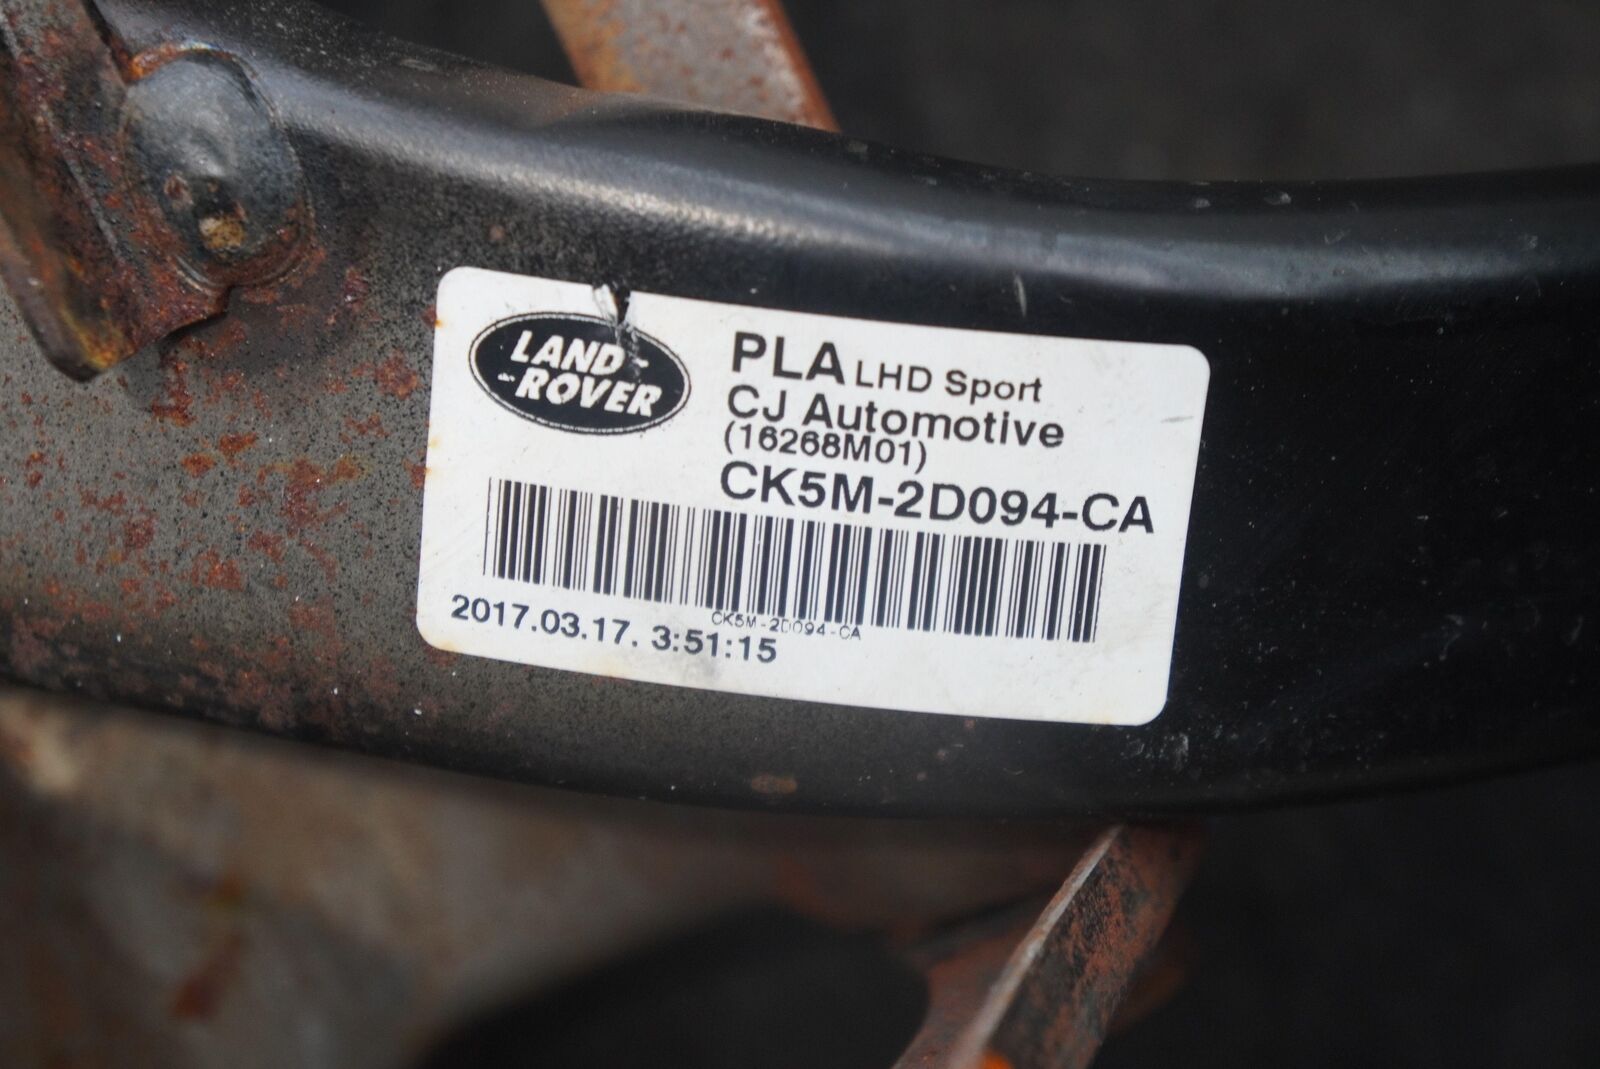 LAND-
-ROVER
PLA LHD Sport
CJ Automotive
(16268M01)
CK5M-2D094-CA
CK5M-2D094-CA
2017.03.17. 3:51:15